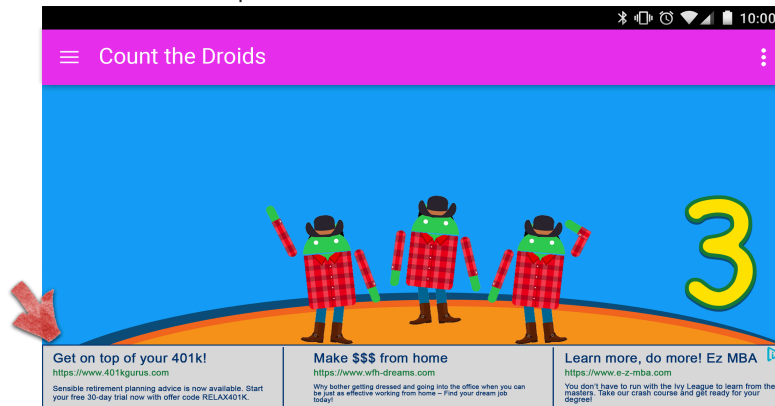 10:00
Count the Droids
3
Get on top of your 401k!
https://www.401kgurus.com
Sensible retirement planning advice is now available. Start
your free 30-day trial now with offer code RELAX401K.
Make $$$ from home
https://www.wfh-dreams.com
Why bother getting dressed and going into the office when you can
be just as effective working from home – Find your dream job
today!
Learn more, do more! Ez MBA
https://www.e-z-mba.com
You don't have to run with the Ivy League to learn from the
masters. Take our crash course and get ready for your
degree!